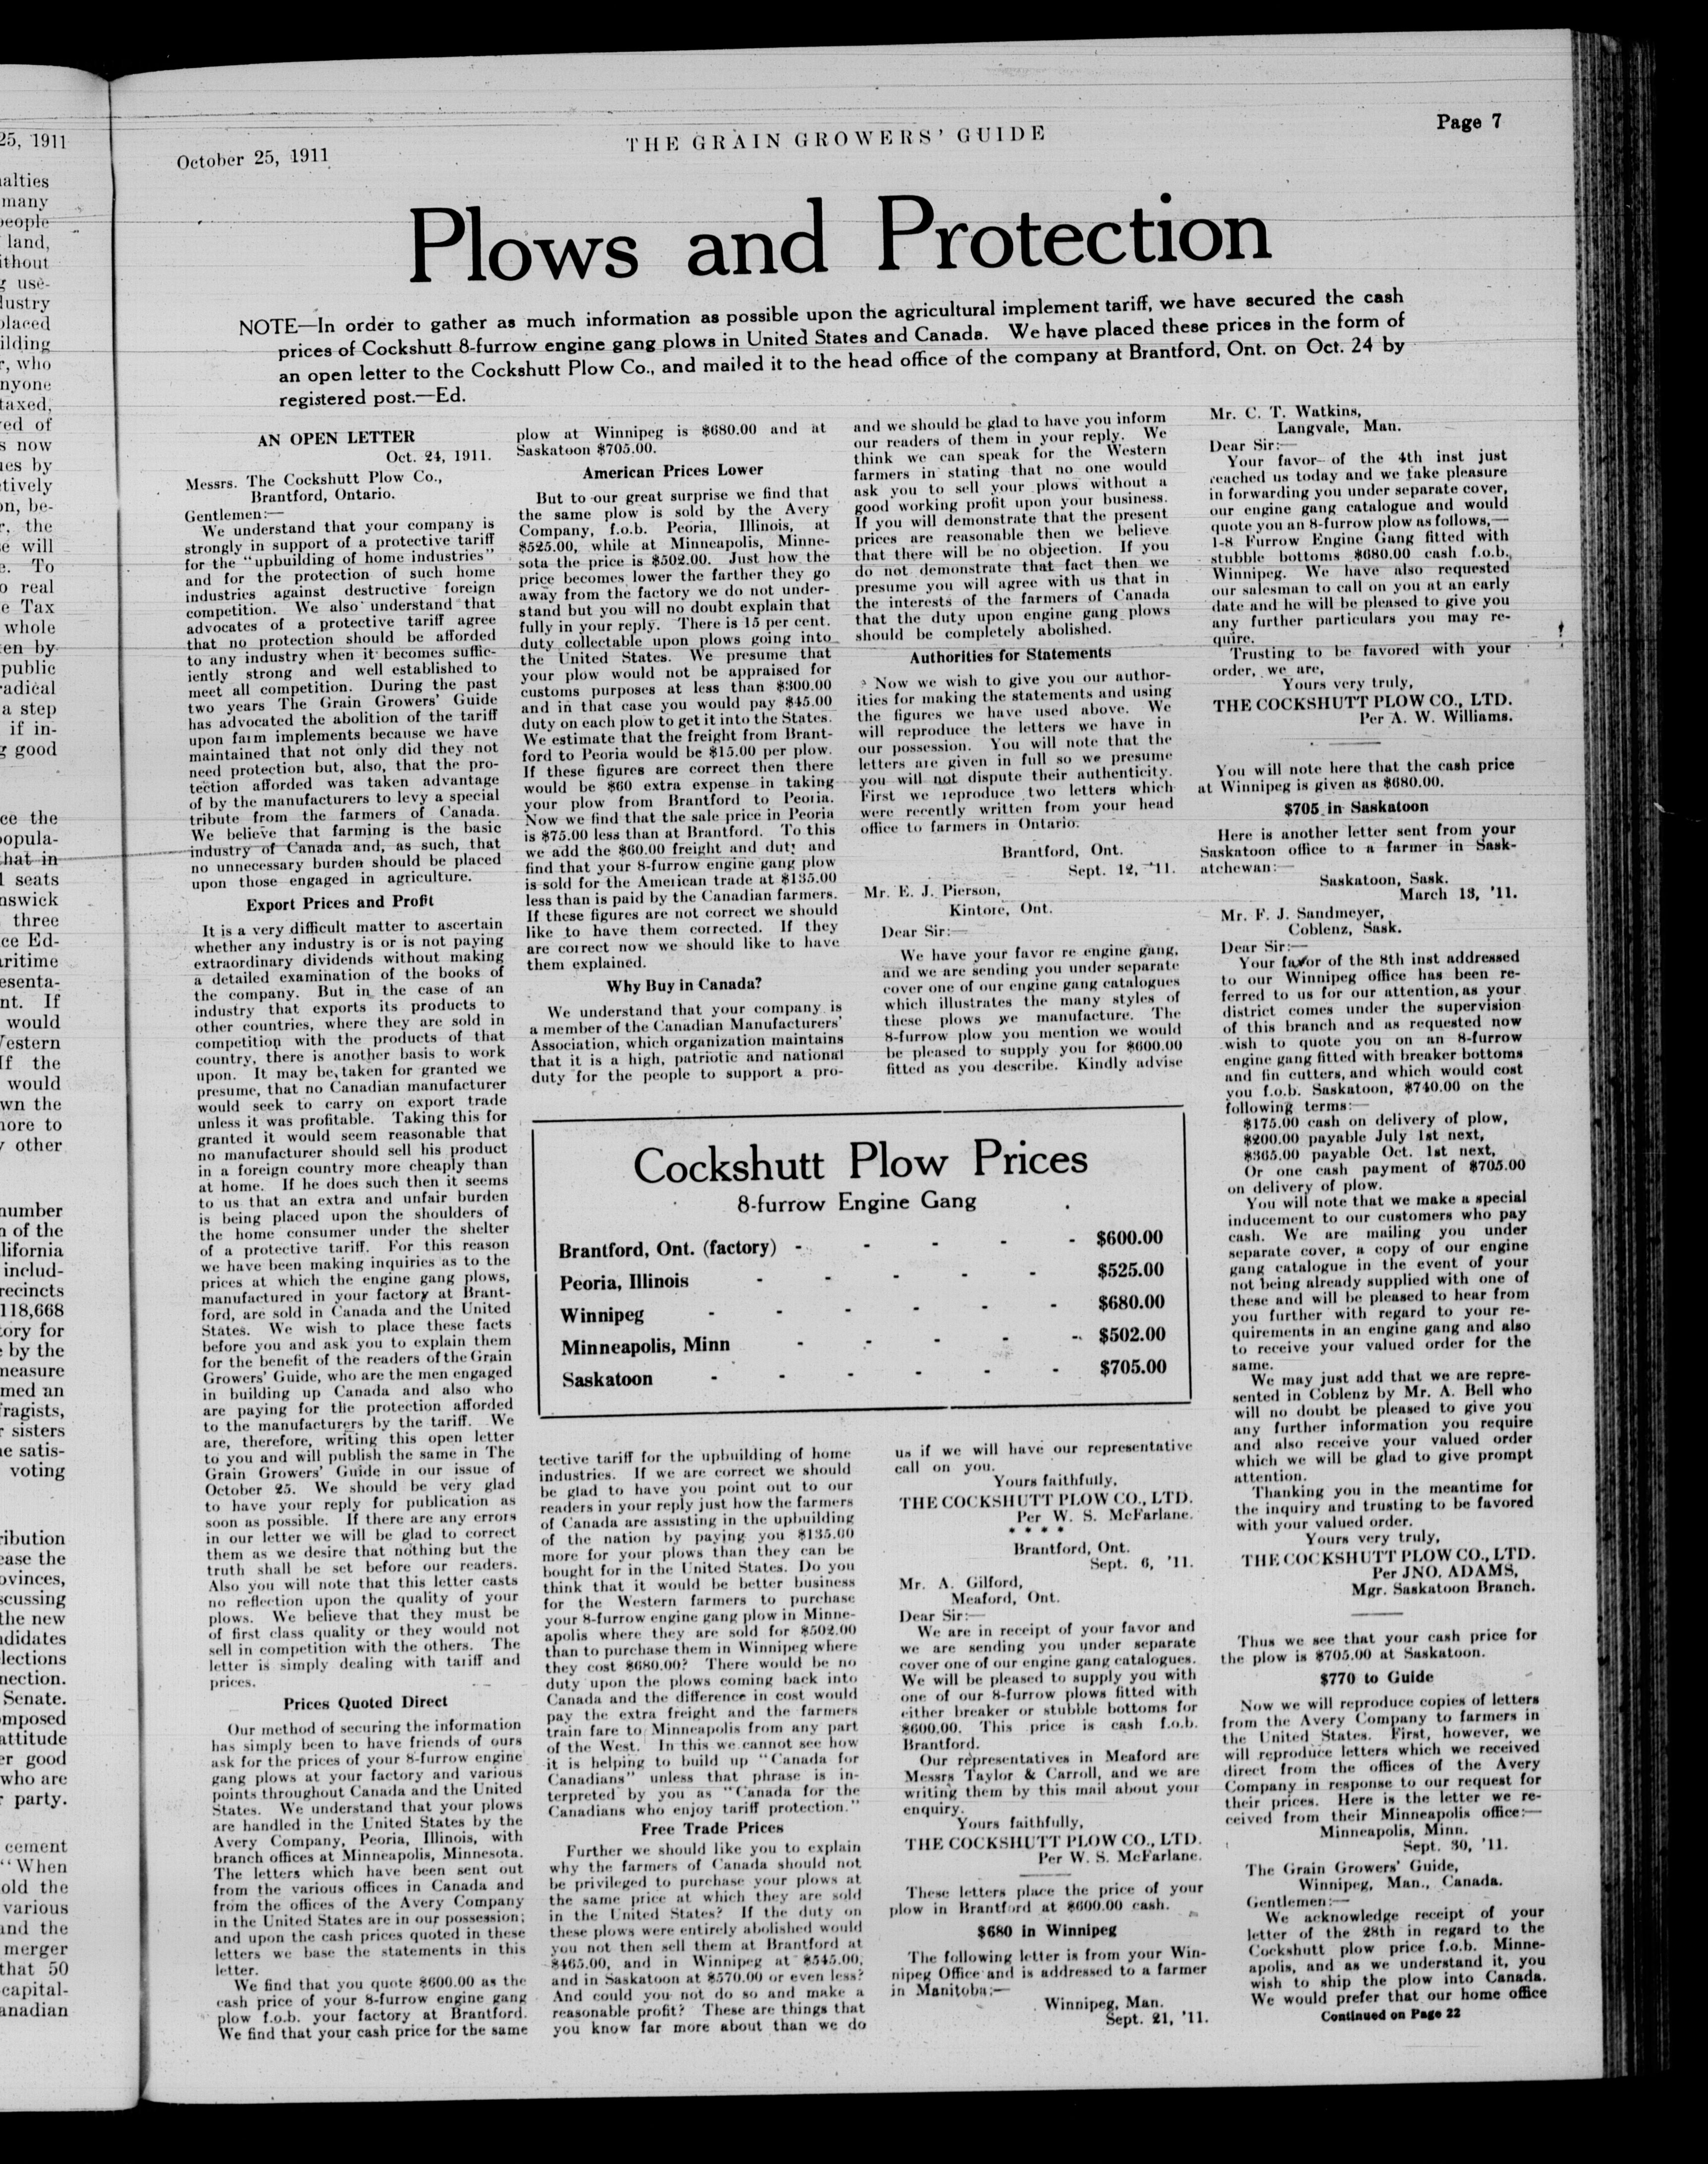 25, 1911
alties
many
people
land,
ithout
g use-
dustry
placed
ilding
r, who
nyone
taxed,
red of
s now
ues by
tively
on, be-
r, the
se will
e. To
o real
e Tax
whole
ten by
public
radical
a step
if in-
g good
ce the
popula-
that in
l seats
nswick
three
ce Ed-
aritime
esenta-
nt. If
would
Western
If the
would
wn the
more to
y other
number
n of the
lifornia
includ-
recincts
118,668
tory for
e by the
measure
med an
fragists,
r sisters
he satis-
voting
ribution
ease the
ovinces,
scussing
the new
ndidates
lections
nection.
Senate.
omposed
attitude
er good
who are
r party.
cement
"When
old the
various
and the
merger
that 50
capital-
anadian
October 25, 1911
THE GRAIN GROWERS' GUIDE
Page 7
Plows and Protection
NOTE—In order to gather as much information as possible upon the agricultural implement tariff, we have secured the cash
prices of Cockshutt 8-furrow engine gang plows in United States and Canada. We have placed these prices in the form of
an open letter to the Cockshutt Plow Co., and mailed it to the head office of the company at Brantford, Ont. on Oct. 24 by
registered post.—Ed.
AN OPEN LETTER
Oct. 24, 1911.
Messrs. The Cockshutt Plow Co.,
Brantford, Ontario.
Gentlemen:—
We understand that your company is
strongly in support of a protective tariff
for the "upbuilding of home industries"
and for the protection of such home
industries against destructive foreign
competition. We also understand that
advocates of a protective tariff agree
that no protection should be afforded
to any industry when it becomes suffic-
iently strong and well established to
meet all competition. During the past
two years The Grain Growers' Guide
has advocated the abolition of the tariff
upon farm implements because we have
maintained that not only did they not
need protection but, also, that the pro-
tection afforded was taken advantage
of by the manufacturers to levy a special
tribute from the farmers of Canada.
We believe that farming is the basic
industry of Canada and, as such, that
no unnecessary burden should be placed
upon those engaged in agriculture.
Export Prices and Profit
It is a very difficult matter to ascertain
whether any industry is or is not paying
extraordinary dividends without making
a detailed examination of the books of
the company. But in the case of an
industry that exports its products to
other countries, where they are sold in
competition with the products of that
country, there is another basis to work
upon. It may be taken for granted we
presume, that no Canadian manufacturer
would seek to carry on export trade
unless it was profitable. Taking this for
granted it would seem reasonable that
no manufacturer should sell his product
in a foreign country more cheaply than
at home. If he does such then it seems
to us that an extra and unfair burden
is being placed upon the shoulders of
the home consumer under the shelter
of a protective tariff. For this reason
we have been making inquiries as to the
prices at which the engine gang plows,
manufactured in your factory at Brant-
ford, are sold in Canada and the United
States. We wish to place these facts
before you and ask you to explain them
for the benefit of the readers of the Grain
Growers' Guide, who are the men engaged
in building up Canada and also who
are paying for the protection afforded
to the manufacturers by the tariff. We
are, therefore, writing this open letter
to you and will publish the same in The
Grain Growers' Guide in our issue of
October 25. We should be very glad
to have your reply for publication as
soon as possible. If there are any errors
in our letter we will be glad to correct
them as we desire that nothing but the
truth shall be set before our readers.
Also you will note that this letter casts
no reflection upon the quality of your
plows. We believe that they must be
of first class quality or they would not
sell in competition with the others. The
letter is simply dealing with tariff and
prices.
Prices Quoted Direct
Our method of securing the information
has simply been to have friends of ours
ask for the prices of your 8-furrow engine
gang plows at your factory and various
points throughout Canada and the United
States. We understand that your plows
are handled in the United States by the
Avery Company, Peoria, Illinois, with
branch offices at Minneapolis, Minnesota.
The letters which have been sent out
from the various offices in Canada and
from the offices of the Avery Company
in the United States are in our possession;
and upon the cash prices quoted in these
letters we base the statements in this
letter.
We find that you quote $600.00 as the
cash price of your 8-furrow engine gang
plow f.o.b. your factory at Brantford.
We find that your cash price for the same
plow at Winnipeg is $680.00 and at
Saskatoon $705.00.
American Prices Lower
But to our great surprise we find that
the same plow is sold by the Avery
Company, f.o.b. Peoria, Illinois, at
$525.00, while at Minneapolis, Minne-
sota the price is $502.00. Just how the
price becomes lower the farther they go
away from the factory we do not under-
stand but you will no doubt explain that
fully in your reply. There is 15 per cent.
duty collectable upon plows going into
the United States. We presume that
your plow would not be appraised for
customs purposes at less than $300.00
and in that case you would pay $45.00
duty on each plow to get it into the States.
We estimate that the freight from Brant-
ford to Peoria would be $15.00 per plow.
If these figures are correct then there
would be $60 extra expense in taking
your plow from Brantford to Peoria.
Now we find that the sale price in Peoria
is $75.00 less than at Brantford. To this
we add the $60.00 freight and duty and
find that your 8-furrow engine gang plow
is sold for the American trade at $135.00
less than is paid by the Canadian farmers.
If these figures are not correct we should
like to have them corrected. If they
are correct now we should like to have
them explained.
Why Buy in Canada?
We understand that your company is
a member of the Canadian Manufacturers'
Association, which organization maintains
that it is a high, patriotic and national
duty for the people to support a pro-
tective tariff for the upbuilding of home
industries. If we are correct we should
be glad to have you point out to our
readers in your reply just how the farmers
of Canada are assisting in the upbuilding
of the nation by paying you $135.00
more for your plows than they can be
bought for in the United States. Do you
think that it would be better business
for the Western farmers to purchase
your 8-furrow engine gang plow in Minne-
apolis where they are sold for $502.00
than to purchase them in Winnipeg where
they cost $680.00? There would be no
duty upon the plows coming back into
Canada and the difference in cost would
pay the extra freight and the farmers
train fare to Minneapolis from any part
of the West. In this we cannot see how
it is helping to build up "Canada for
Canadians" unless that phrase is in-
terpreted by you as "Canada for the
Canadians who enjoy tariff protection."
Free Trade Prices
Further we should like you to explain
why the farmers of Canada should not
be privileged to purchase your plows at
the same price at which they are sold
in the United States? If the duty on
these plows were entirely abolished would
you not then sell them at Brantford at
$465.00, and in Winnipeg at $545.00,
and in Saskatoon at $570.00 or even less?
And could you not do so and make a
reasonable profit? These are things that
you know far more about than we do
and we should be glad to have you inform
our readers of them in your reply. We
think we can speak for the Western
farmers in stating that no one would
ask you to sell your plows without a
good working profit upon your business.
If you will demonstrate that the present
prices are reasonable then we believe
that there will be no objection. If you
do not demonstrate that fact then we
presume you will agree with us that in
the interests of the farmers of Canada
that the duty upon engine gang plows
should be completely abolished.
Authorities for Statements
Now we wish to give you our author-
ities for making the statements and using
the figures we have used above. We
will reproduce the letters we have in
our possession. You will note that the
letters are given in full so we presume
you will not dispute their authenticity.
First we reproduce two letters which
were recently written from your head
office to farmers in Ontario.
Brantford, Ont.
Sept. 12, '11.
Mr. E. J. Pierson,
Kintore, Ont.
Dear Sir:—
We have your favor re engine gang,
and we are sending you under separate
cover one of our engine gang catalogues
which illustrates the many styles of
these plows we manufacture. The
8-furrow plow you mention we would
be pleased to supply you for $600.00
fitted as you describe. Kindly advise
Cockshutt Plow Prices
8-furrow Engine Gang
Brantford, Ont. (factory) - - - - - $600.00
Peoria, Illinois - - - - - $525.00
Winnipeg - - - - - - $680.00
Minneapolis, Minn - - - - - $502.00
Saskatoon - - - - - - $705.00
us if we will have our representative
call on you.
Yours faithfully,
THE COCKSHUTT PLOW CO., LTD.
Per W. S. McFarlane.
* * * *
Brantford, Ont.
Sept. 6, '11.
Mr. A. Gilford,
Meaford, Ont.
Dear Sir:—
We are in receipt of your favor and
we are sending you under separate
cover one of our engine gang catalogues.
We will be pleased to supply you with
one of our 8-furrow plows fitted with
either breaker or stubble bottoms for
$600.00. This price is cash f.o.b.
Brantford.
Our representatives in Meaford are
Messrs Taylor & Carroll, and we are
writing them by this mail about your
enquiry.
Yours faithfully,
THE COCKSHUTT PLOW CO., LTD.
Per W. S. McFarlane.
These letters place the price of your
plow in Brantford at $600.00 cash.
$680 in Winnipeg
The following letter is from your Win-
nipeg Office and is addressed to a farmer
in Manitoba:—
Winnipeg, Man.
Sept. 21, '11.
Mr. C. T. Watkins,
Langvale, Man.
Dear Sir:—
Your favor of the 4th inst just
reached us today and we take pleasure
in forwarding you under separate cover,
our engine gang catalogue and would
quote you an 8-furrow plow as follows,—
1-8 Furrow Engine Gang fitted with
stubble bottoms $680.00 cash f.o.b.,
Winnipeg. We have also requested
our salesman to call on you at an early
date and he will be pleased to give you
any further particulars you may re-
quire.
Trusting to be favored with your
order, we are,
Yours very truly,
THE COCKSHUTT PLOW CO., LTD.
Per A. W. Williams.
You will note here that the cash price
at Winnipeg is given as $680.00.
$705 in Saskatoon
Here is another letter sent from your
Saskatoon office to a farmer in Sask-
atchewan:—
Saskatoon, Sask.
March 13, '11.
Mr. F. J. Sandmeyer,
Coblenz, Sask.
Dear Sir:—
Your favor of the 8th inst addressed
to our Winnipeg office has been re-
ferred to us for our attention, as your
district comes under the supervision
of this branch and as requested now
wish to quote you on an 8-furrow
engine gang fitted with breaker bottoms
and fin cutters, and which would cost
you f.o.b. Saskatoon, $740.00 on the
following terms:—
$175.00 cash on delivery of plow,
$200.00 payable July 1st next,
$365.00 payable Oct. 1st next,
Or one cash payment of $705.00
on delivery of plow.
You will note that we make a special
inducement to our customers who pay
cash. We are mailing you under
separate cover, a copy of our engine
gang catalogue in the event of your
not being already supplied with one of
these and will be pleased to hear from
you further with regard to your re-
quirements in an engine gang and also
to receive your valued order for the
same.
We may just add that we are repre-
sented in Coblenz by Mr. A. Bell who
will no doubt be pleased to give you
any further information you require
and also receive your valued order
which we will be glad to give prompt
attention.
Thanking you in the meantime for
the inquiry and trusting to be favored
with your valued order.
Yours very truly,
THE COCKSHUTT PLOW CO., LTD.
Per JNO. ADAMS,
Mgr. Saskatoon Branch.
Thus we see that your cash price for
the plow is $705.00 at Saskatoon.
$770 to Guide
Now we will reproduce copies of letters
from the Avery Company to farmers in
the United States. First, however, we
will reproduce letters which we received
direct from the offices of the Avery
Company in response to our request for
their prices. Here is the letter we re-
ceived from their Minneapolis office:—
Minneapolis, Minn.
Sept. 30, '11.
The Grain Growers' Guide,
Winnipeg, Man., Canada.
Gentlemen:—
We acknowledge receipt of your
letter of the 28th in regard to the
Cockshutt plow price f.o.b. Minne-
apolis, and as we understand it, you
wish to ship the plow into Canada.
We would prefer that our home office
Continued on Page 22